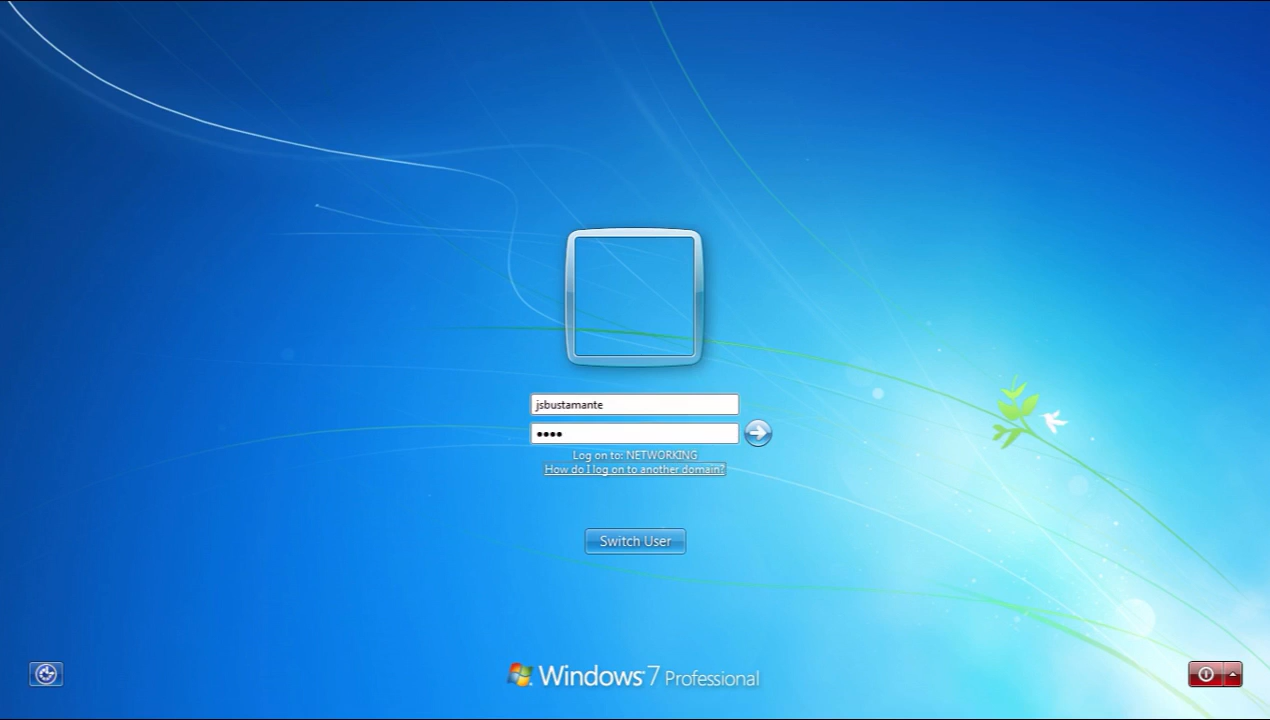 jsbustamante
••••
Log on to: NETWORKING
How do I log on to another domain?
Switch User
Windows 7 Professional